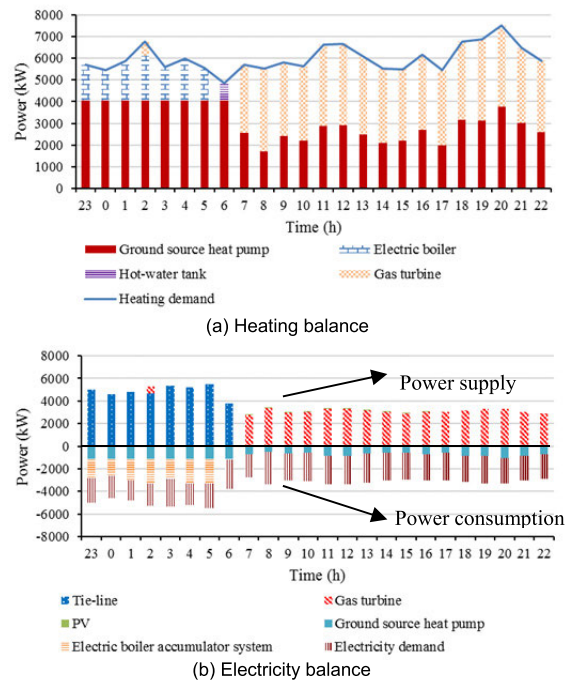 8000
7000
6000
5000
4000
3000
2000
1000
0
Power (kW)
23 0 1 2 3 4 5 6 7 8 9 10 11 12 13 14 15 16 17 18 19 20 21 22
Time (h)
Ground source heat pump Electric boiler
Hot-water tank Gas turbine
Heating demand
(a) Heating balance
8000
6000
4000
2000
0
-2000
-4000
-6000
-8000
Power (kW)
Power supply
Power consumption
23 0 1 2 3 4 5 6 7 8 9 10 11 12 13 14 15 16 17 18 19 20 21 22
Time (h)
Tie-line Gas turbine
PV Ground source heat pump
Electric boiler accumulator system Electricity demand
(b) Electricity balance